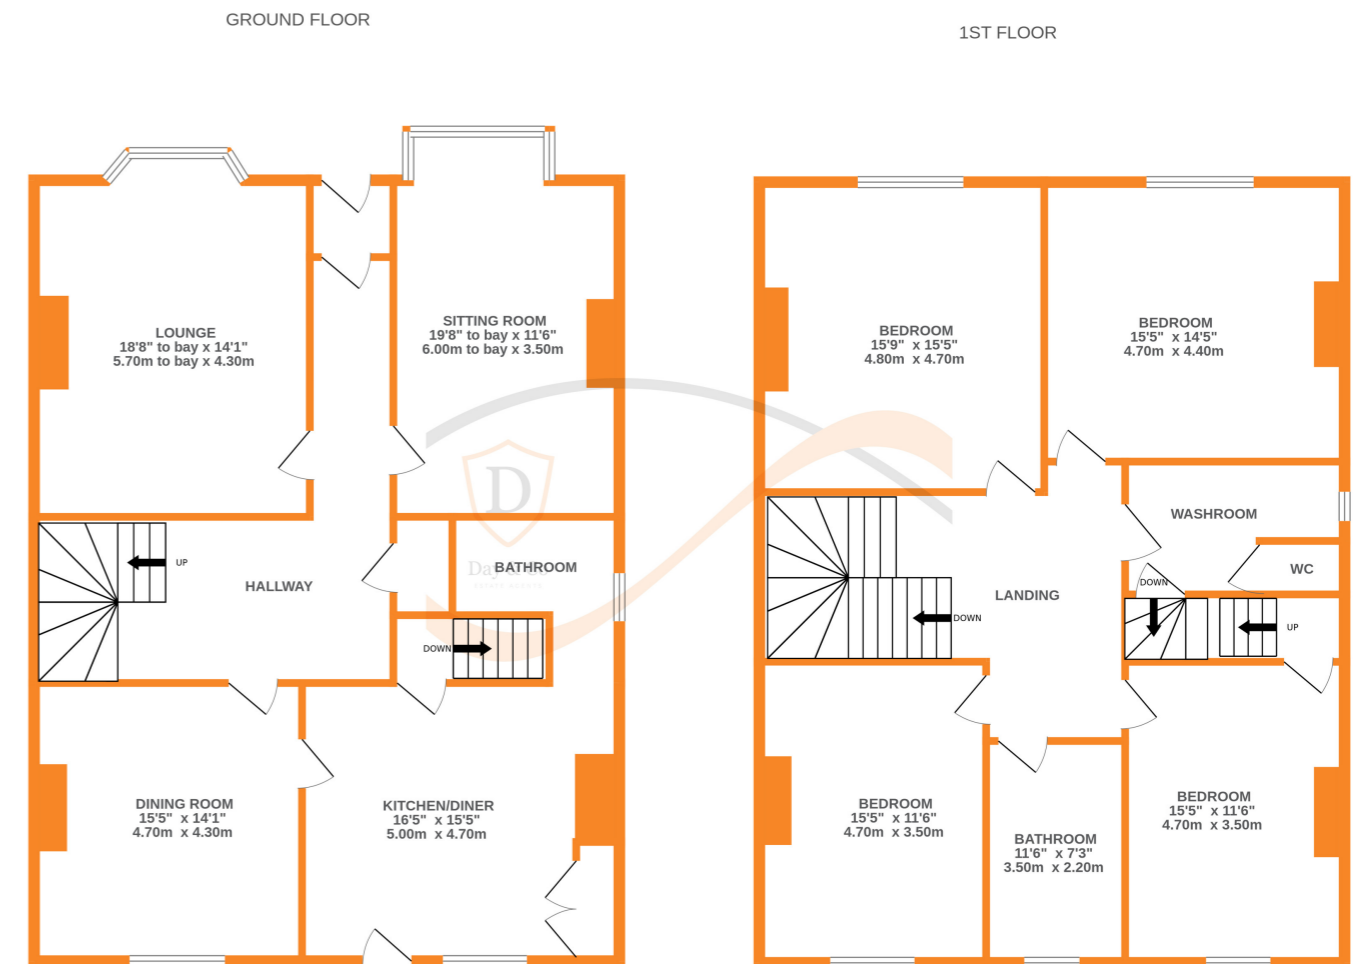 GROUND FLOOR
1ST FLOOR
LOUNGE
18'8" to bay x 14'1"
5.70m to bay x 4.30m
SITTING ROOM
19'8" to bay x 11'6"
6.00m to bay x 3.50m
UP
HALLWAY
BATHROOM
DOWN
DINING ROOM
15'5" x 14'1"
4.70m x 4.30m
KITCHEN/DINER
16'5" x 15'5"
5.00m x 4.70m
D
BEDROOM
15'9" x 15'5"
4.80m x 4.70m
BEDROOM
15'5" x 14'5"
4.70m x 4.40m
WASHROOM
WC
DOWN
LANDING
DOWN
UP
BEDROOM
15'5" x 11'6"
4.70m x 3.50m
BATHROOM
11'6" x 7'3"
3.50m x 2.20m
BEDROOM
15'5" x 11'6"
4.70m x 3.50m